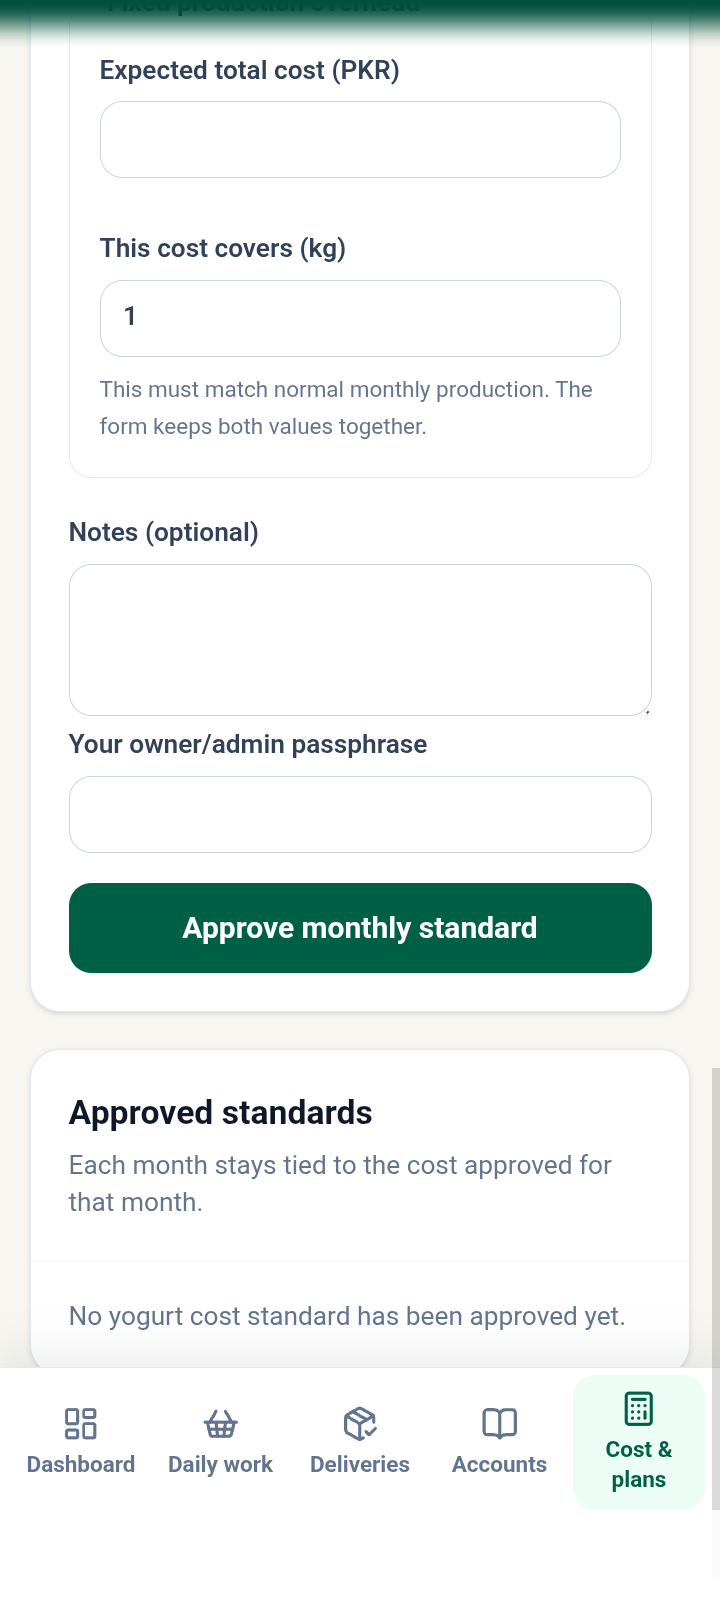 Fixed production overhead
Expected total cost (PKR)
This cost covers (kg)
1
This must match normal monthly production. The
form keeps both values together.
Notes (optional)
Your owner/admin passphrase
Approve monthly standard
Approved standards
Each month stays tied to the cost approved for
that month.
No yogurt cost standard has been approved yet.
Dashboard
Daily work
Deliveries
Accounts
Cost &
plans